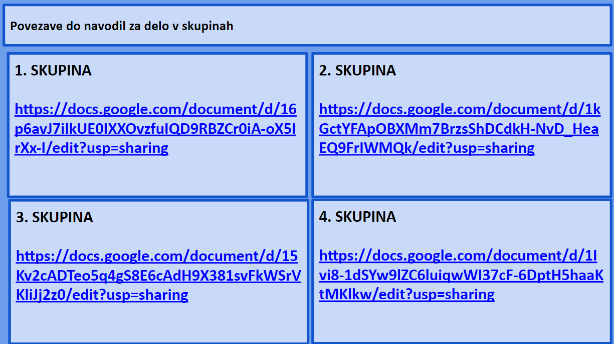 Povezave do navodil za delo v skupinah
1. SKUPINA
https://docs.google.com/document/d/16
p6avJ7ilkUE0IXXOvzfuIQD9RBZCr0iA-oX5I
rXx-I/edit?usp=sharing
2. SKUPINA
https://docs.google.com/document/d/1k
GctYFApOBXMm7BrzsShDCdkH-NvD_Hea
EQ9FrIWMQk/edit?usp=sharing
3. SKUPINA
https://docs.google.com/document/d/15
Kv2cADTeo5q4gS8E6cAdH9X381svFkWSrV
KliJj2z0/edit?usp=sharing
4. SKUPINA
https://docs.google.com/document/d/1I
vi8-1dSYw9lZC6luiqwWI37cF-6DptH5haaK
tMKlkw/edit?usp=sharing